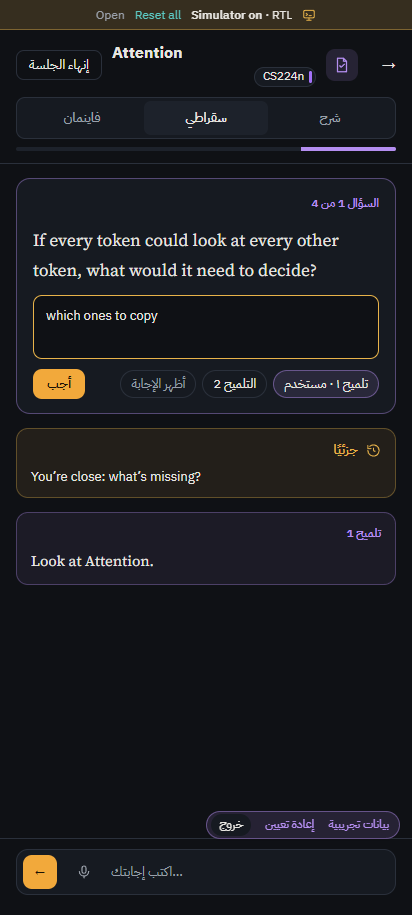 Open Reset all Simulator on · RTL
Attention
إنهاء الجلسة
CS224n
→
شرح
سقراطي
فاينمان
السؤال 1 من 4
If every token could look at every other
token, what would it need to decide?
which ones to copy
تلميح ١ · مستخدم
التلميح 2
أظهر الإجابة
أجب
جزئيًا
You’re close: what’s missing?
تلميح 1
Look at Attention.
بيانات تجريبية
إعادة تعيين
خروج
اكتب إجابتك...
←